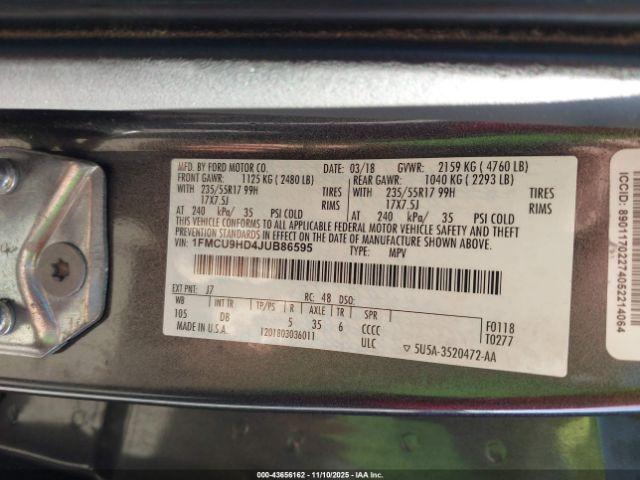 MFD. BY FORD MOTOR CO. 03/18 GVWR: 2159 KG ( 4760 LB)
FRONT GAWR: 1125 KG ( 2480 LB) REAR GAWR: 1040 KG ( 2293 LB)
WITH 235/55R17 99H TIRES WITH 235/55R17 99H TIRES
17X7.5J RIMS 17X7.5J RIMS
AT 240 kPa/ 35 PSI COLD AT 240 kPa/ 35 PSI COLD
THIS VEHICLE CONFORMS TO ALL APPLICABLE FEDERAL MOTOR VEHICLE SAFETY AND THEFT
PREVENTION STANDARDS IN EFFECT ON THE DATE OF MANUFACTURE SHOWN ABOVE.
VIN: 1FMCU9HD4JUB86595 TYPE: MPV
EXT PNT: J7 RC: 48 DSO:
WB INT TR TP/PS R AXLE TR SPR
105 DB 5 35 6 CCCC F0118
MADE IN U.S.A. 1201803036011 ULC T0277
▽ 5U5A-3520472-AA
ICCID: 8901170227405221 4064
000-43656162 - 11/10/2025 - IAAI.COM